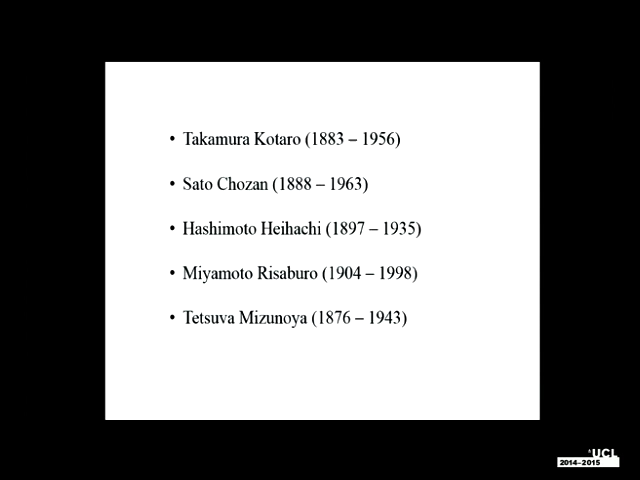 • Takamura Kotaro (1883 – 1956)
• Sato Chozan (1888 – 1963)
• Hashimoto Heihachi (1897 – 1935)
• Miyamoto Risaburo (1904 – 1998)
• Tetsuva Mizunoya (1876 – 1943)
UCL
2014–2015